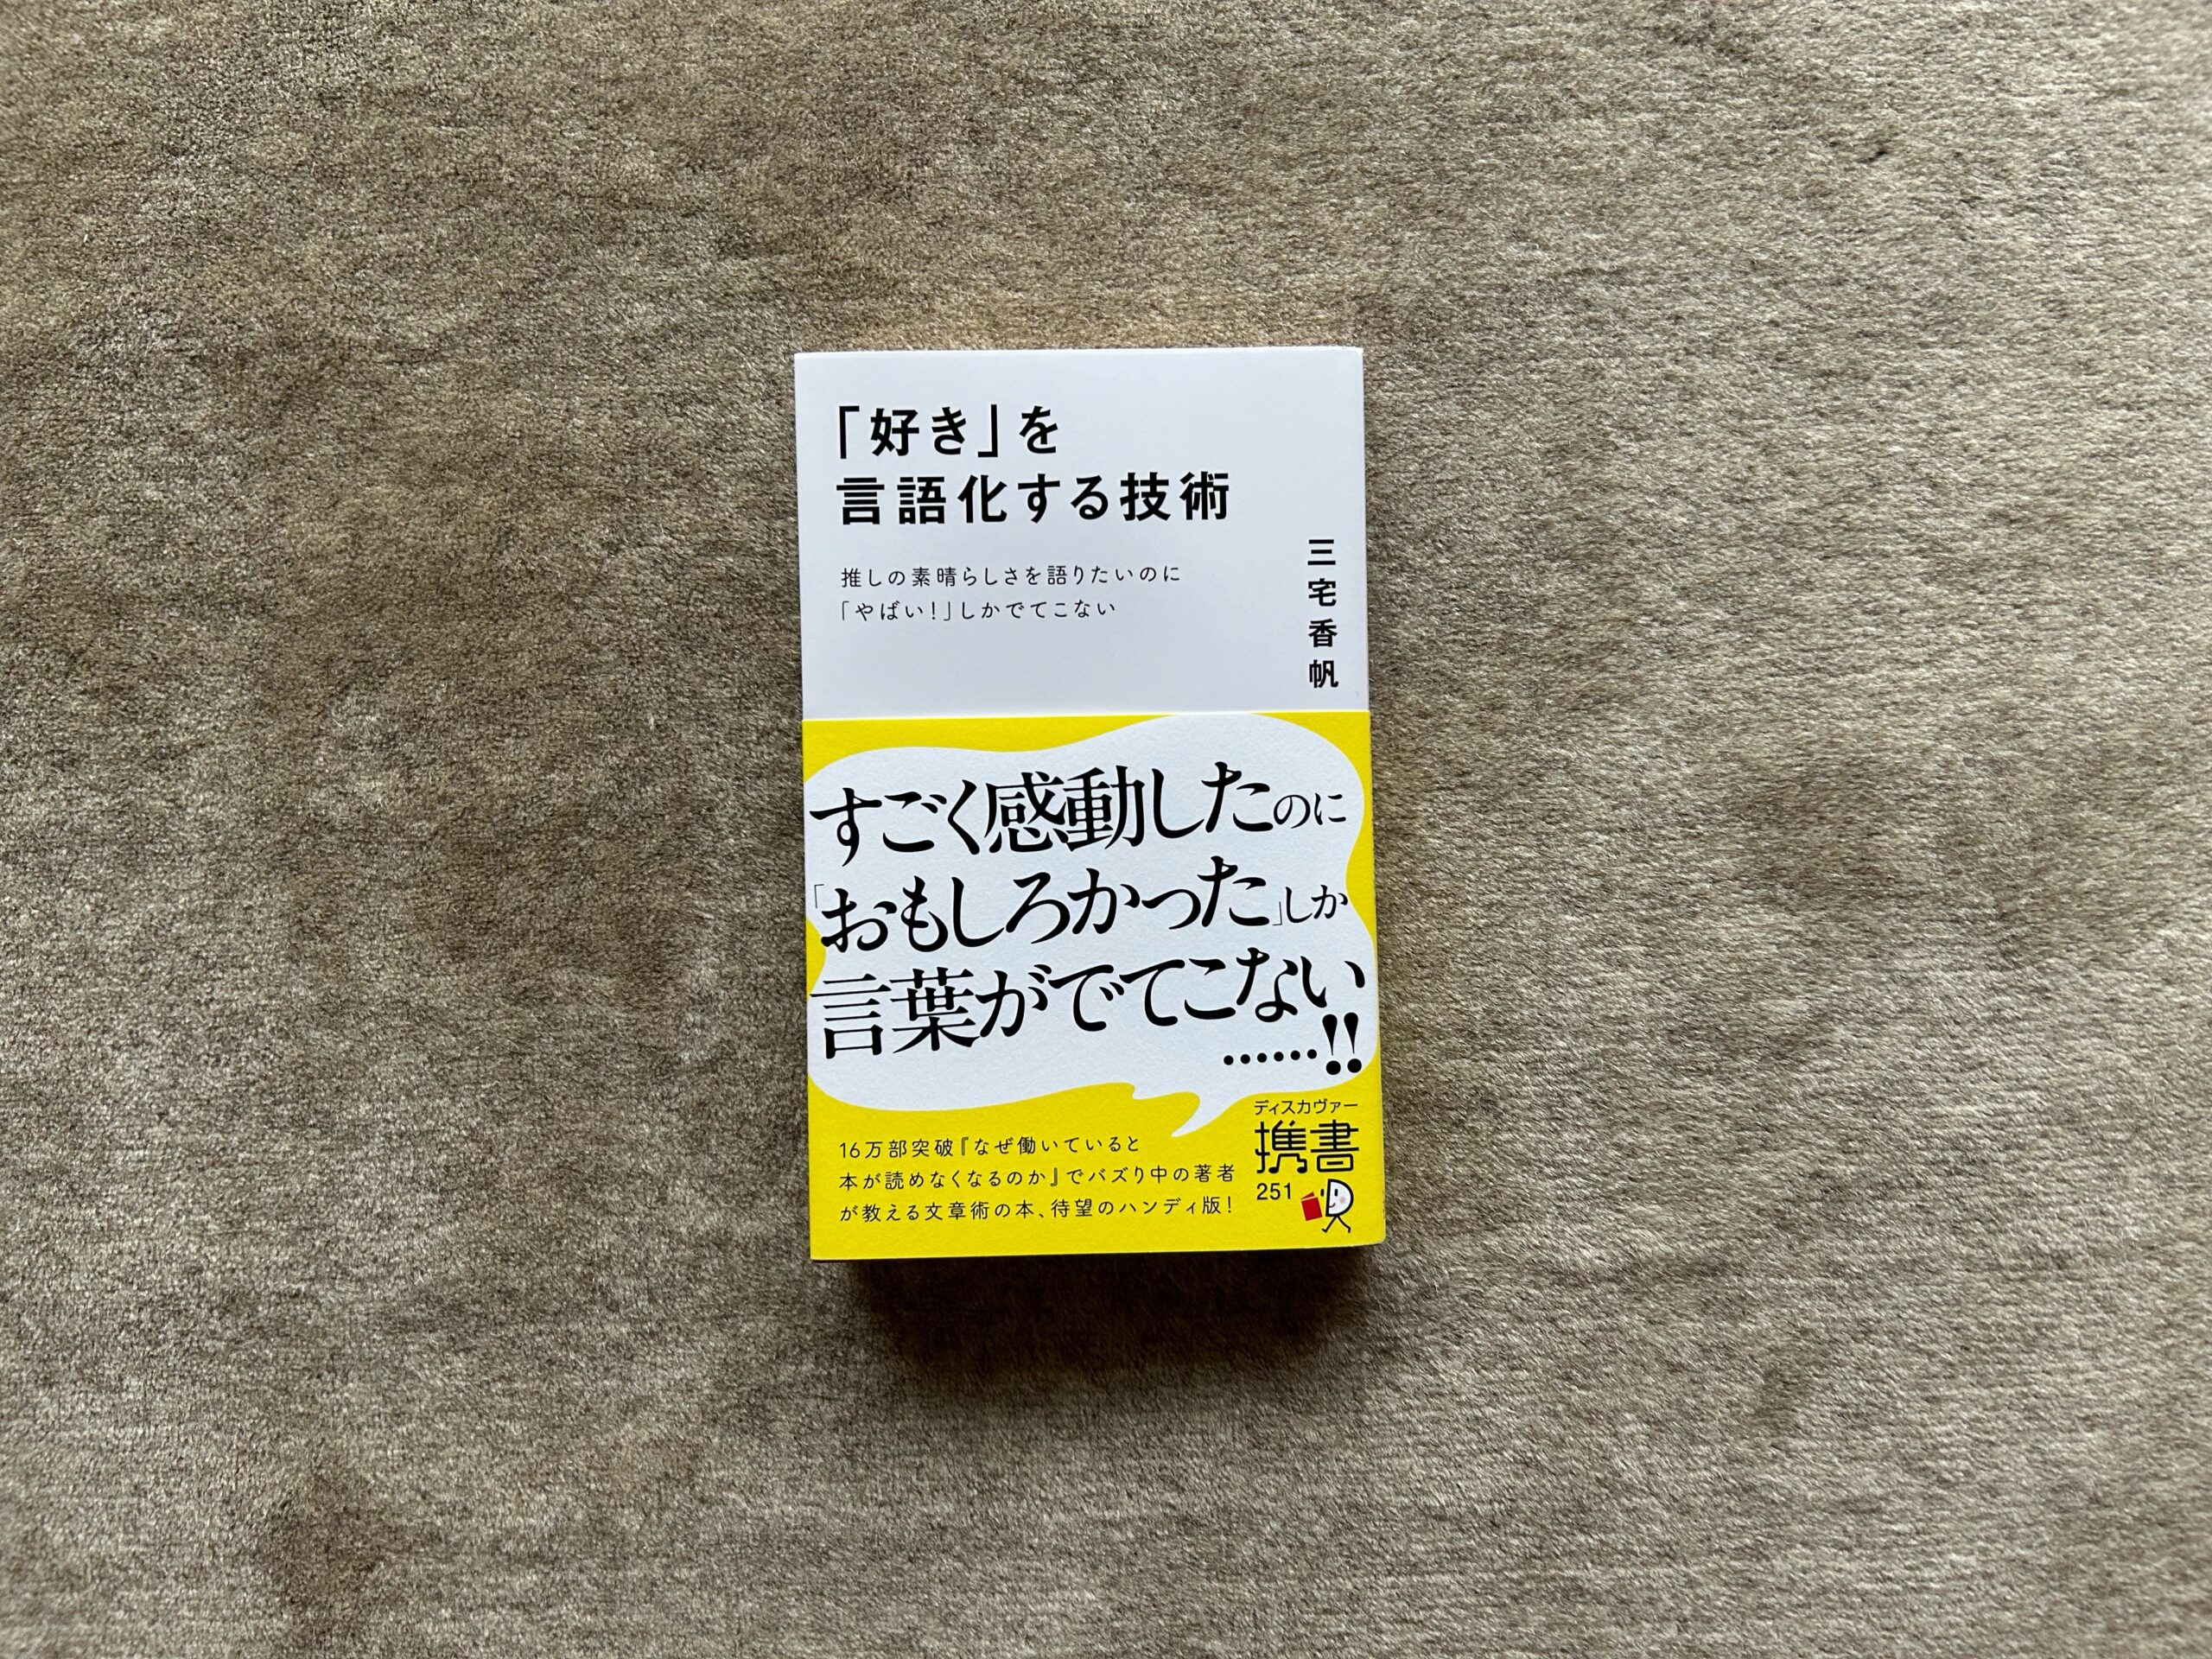 「好き」を
言語化する技術
推しの素晴らしさを語りたいのに
「やばい！」しかでてこない
三宅香帆
すごく感動したのに
「おもしろかった」しか
言葉がでてこない
……!!
16万部突破『なぜ働いていると
本が読めなくなるのか』でバズり中の著者
が教える文章術の本、待望のハンディ版！
ディスカヴァー
携書
251